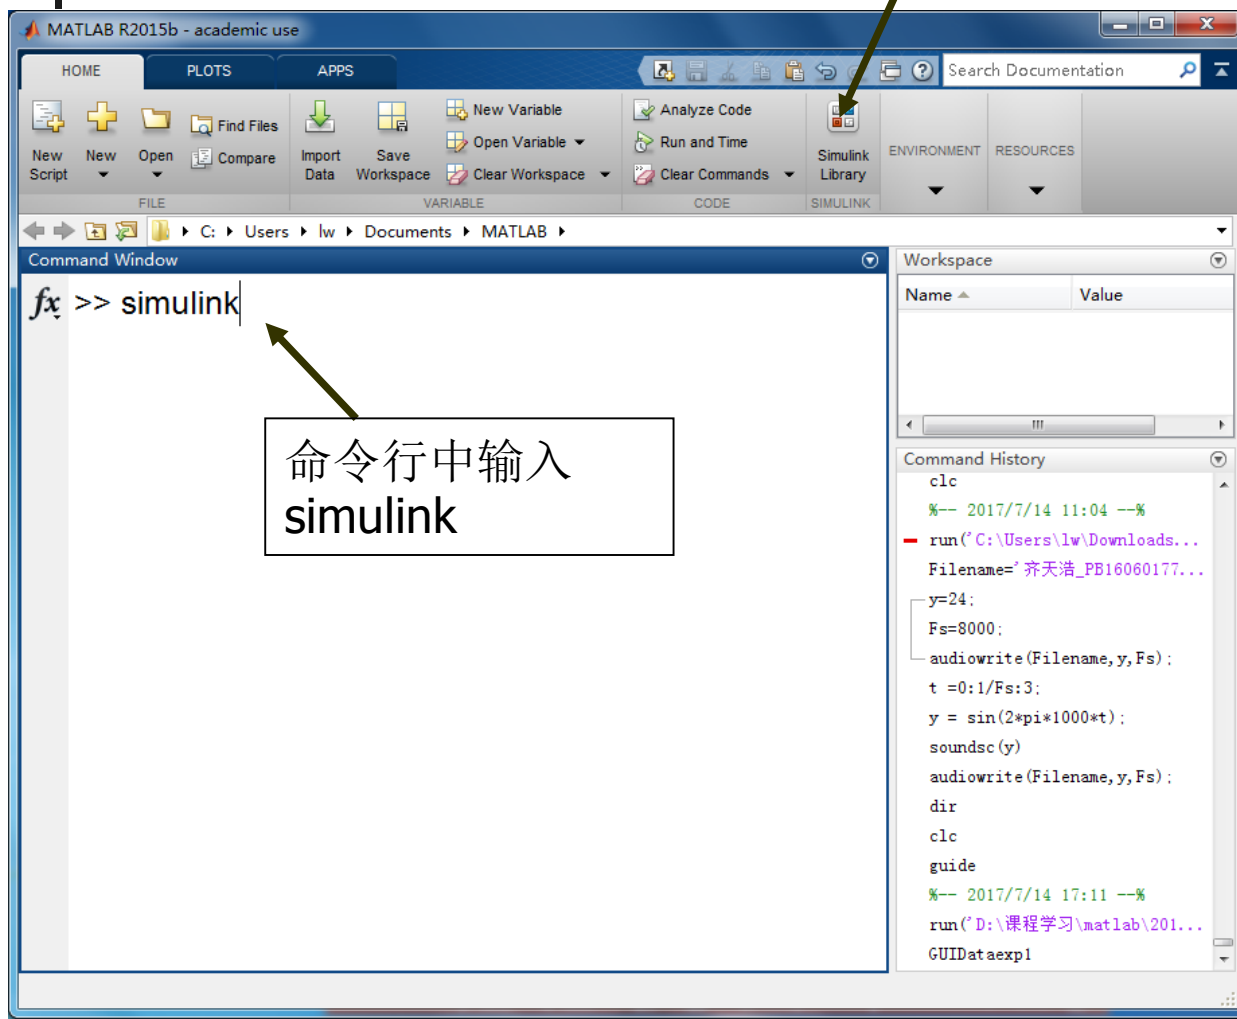 MATLAB R2015b - academic use
HOME PLOTS APPS
Search Documentation
New Script
New
Open
Find Files
Compare
FILE
Import Data
Save Workspace
New Variable
Open Variable
Clear Workspace
VARIABLE
Analyze Code
Run and Time
Clear Commands
CODE
Simulink Library
SIMULINK
ENVIRONMENT
RESOURCES
C: Users lw Documents MATLAB
Command Window
fx >> simulink
命令行中输入
simulink
Workspace
Name Value
Command History
clc
%-- 2017/7/14 11:04 --%
run('C:\Users\lw\Downloads...
Filename='齐天浩_PB16060177...
y=24;
Fs=8000;
audiowrite(Filename,y,Fs);
t =0:1/Fs:3;
y = sin(2*pi*1000*t);
soundsc(y)
audiowrite(Filename,y,Fs);
dir
clc
guide
%-- 2017/7/14 17:11 --%
run('D:\课程学习\matlab\201...
GUIDataexp1